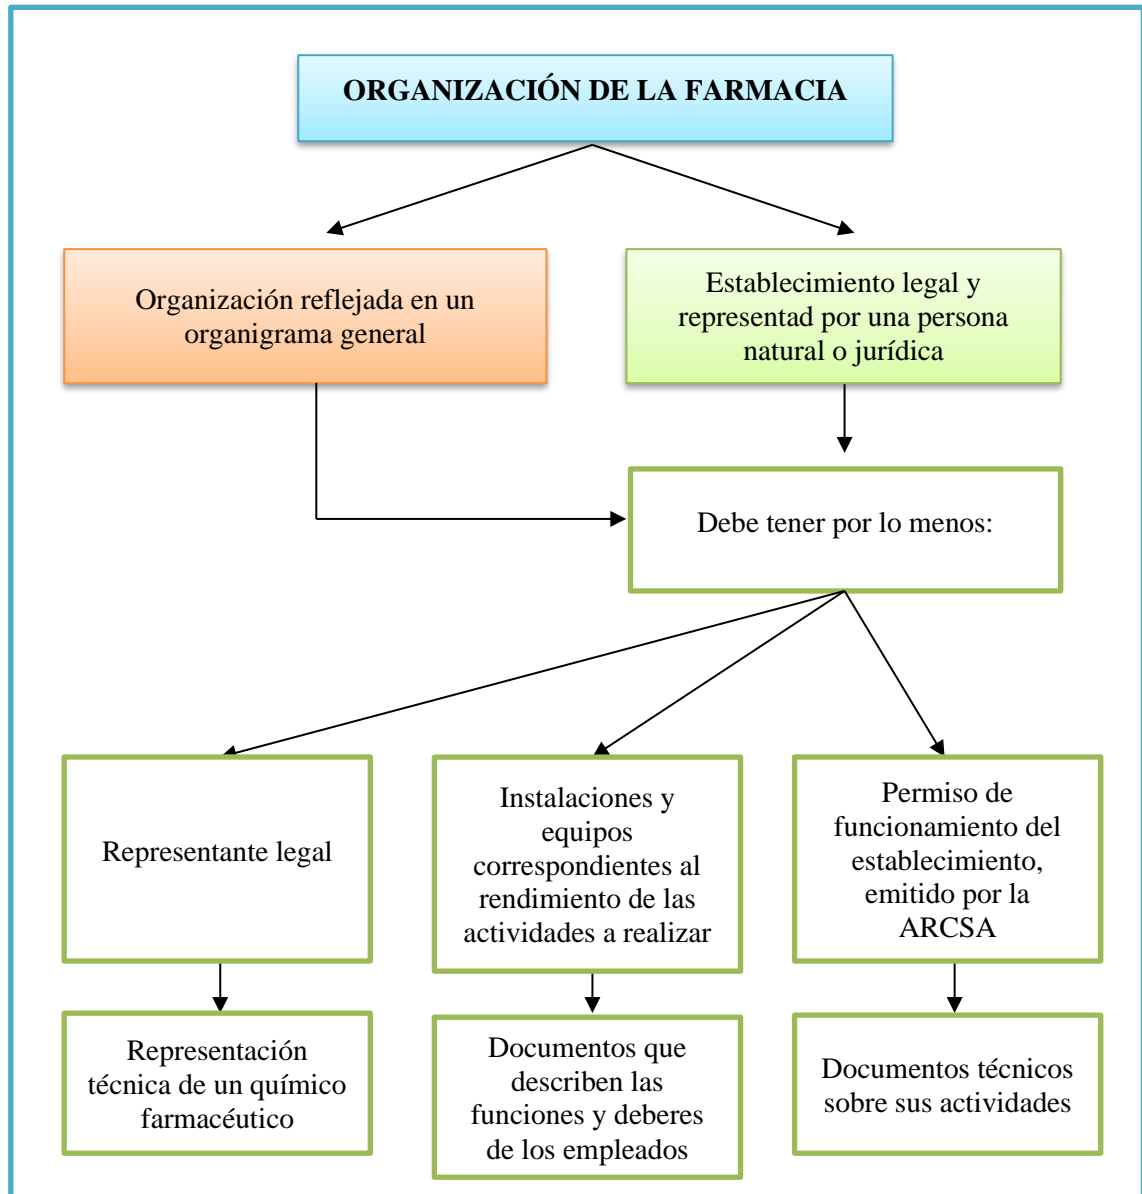 ORGANIZACIÓN DE LA FARMACIA
Organización reflejada en un
organigrama general
Establecimiento legal y
representad por una persona
natural o jurídica
Debe tener por lo menos:
Representante legal
Instalaciones y
equipos
correspondientes al
rendimiento de las
actividades a realizar
Permiso de
funcionamiento del
establecimiento,
emitido por la
ARCSA
Representación
técnica de un químico
farmacéutico
Documentos que
describen las
funciones y deberes
de los empleados
Documentos técnicos
sobre sus actividades